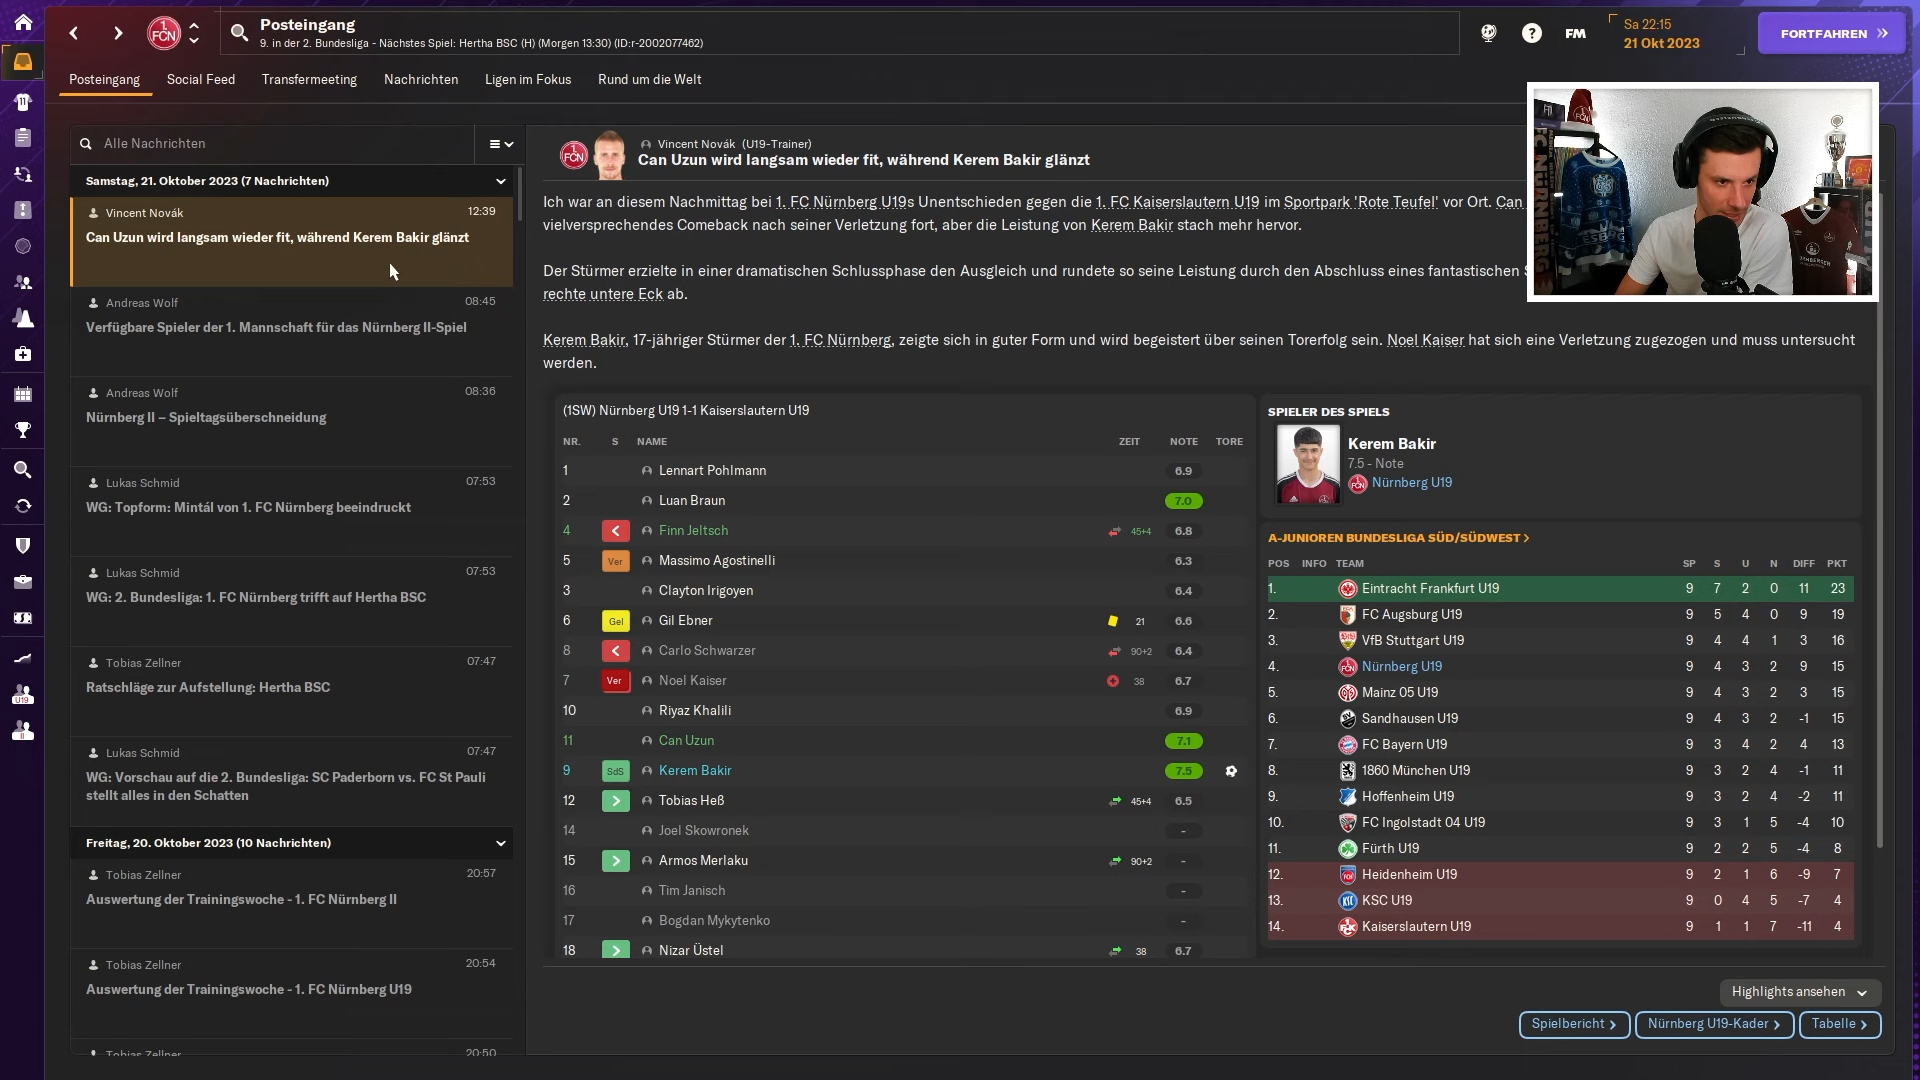 Posteingang
9. in der 2. Bundesliga - Nächstes Spiel: Hertha BSC (H) (Morgen 13:30) (ID:r-2002077462)
FM
Sa 22:15
21 Okt 2023
FORTFAHREN
Posteingang Social Feed Transfermeeting Nachrichten Ligen im Fokus Rund um die Welt
Alle Nachrichten
Samstag, 21. Oktober 2023 (7 Nachrichten)
Vincent Novák 12:39
Can Uzun wird langsam wieder fit, während Kerem Bakir glänzt
Andreas Wolf 08:45
Verfügbare Spieler der 1. Mannschaft für das Nürnberg II-Spiel
Andreas Wolf 08:36
Nürnberg II – Spieltagsüberschneidung
Lukas Schmid 07:53
WG: Topform: Mintál von 1. FC Nürnberg beeindruckt
Lukas Schmid 07:53
WG: 2. Bundesliga: 1. FC Nürnberg trifft auf Hertha BSC
Tobias Zellner 07:47
Ratschläge zur Aufstellung: Hertha BSC
Lukas Schmid 07:47
WG: Vorschau auf die 2. Bundesliga: SC Paderborn vs. FC St Pauli
stellt alles in den Schatten
Freitag, 20. Oktober 2023 (10 Nachrichten)
Tobias Zellner 20:57
Auswertung der Trainingswoche - 1. FC Nürnberg II
Tobias Zellner 20:54
Auswertung der Trainingswoche - 1. FC Nürnberg U19
Tobias Zellner 20:50
U19
II
Vincent Novák (U19-Trainer)
Can Uzun wird langsam wieder fit, während Kerem Bakir glänzt
Ich war an diesem Nachmittag bei 1. FC Nürnberg U19s Unentschieden gegen die 1. FC Kaiserslautern U19 im Sportpark 'Rote Teufel' vor Ort. Can
vielversprechendes Comeback nach seiner Verletzung fort, aber die Leistung von Kerem Bakir stach mehr hervor.
Der Stürmer erzielte in einer dramatischen Schlussphase den Ausgleich und rundete so seine Leistung durch den Abschluss eines fantastischen
rechte untere Eck ab.
Kerem Bakir, 17-jähriger Stürmer der 1. FC Nürnberg, zeigte sich in guter Form und wird begeistert über seinen Torerfolg sein. Noel Kaiser hat sich eine Verletzung zugezogen und muss untersucht
werden.
(1SW) Nürnberg U19 1-1 Kaiserslautern U19
NR. S NAME ZEIT NOTE TORE
1 Lennart Pohlmann 6.9
2 Luan Braun 7.0
4 Finn Jeltsch 45+4 6.8
5 Ver Massimo Agostinelli 6.3
3 Clayton Irigoyen 6.4
6 Gel Gil Ebner 21 6.6
8 Carlo Schwarzer 90+2 6.4
7 Ver Noel Kaiser 38 6.7
10 Riyaz Khalili 6.9
11 Can Uzun 7.1
9 SdS Kerem Bakir 7.5
12 Tobias Heß 45+4 6.5
14 Joel Skowronek -
15 Armos Merlaku 90+2 -
16 Tim Janisch -
17 Bogdan Mykytenko -
18 Nizar Üstel 38 6.7
SPIELER DES SPIELS
Kerem Bakir
7.5 - Note
Nürnberg U19
A-JUNIOREN BUNDESLIGA SÜD/SÜDWEST >
POS INFO TEAM SP S U N DIFF PKT
1. Eintracht Frankfurt U19 9 7 2 0 11 23
2. FC Augsburg U19 9 5 4 0 9 19
3. VfB Stuttgart U19 9 4 4 1 3 16
4. Nürnberg U19 9 4 3 2 9 15
5. Mainz 05 U19 9 4 3 2 3 15
6. Sandhausen U19 9 4 3 2 -1 15
7. FC Bayern U19 9 3 4 2 4 13
8. 1860 München U19 9 3 2 4 -1 11
9. Hoffenheim U19 9 3 2 4 -2 11
10. FC Ingolstadt 04 U19 9 3 1 5 -4 10
11. Fürth U19 9 2 2 5 -4 8
12. Heidenheim U19 9 2 1 6 -9 7
13. KSC U19 9 0 4 5 -7 4
14. Kaiserslautern U19 9 1 1 7 -11 4
Highlights ansehen
Spielbericht > Nürnberg U19-Kader > Tabelle >